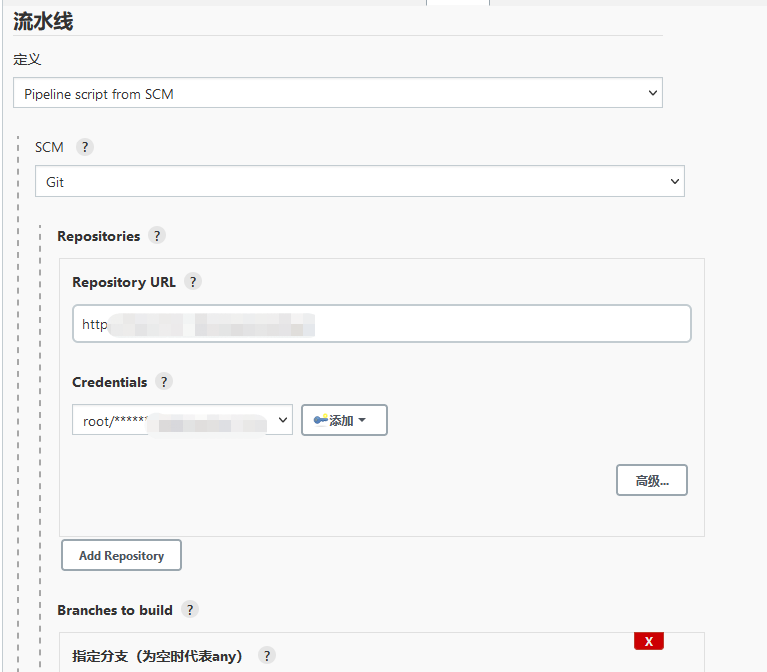 流水线
定义
Pipeline script from SCM
SCM ?
Git
Repositories ?
Repository URL ?
http
Credentials ?
root/******
添加
高级...
Add Repository
Branches to build ?
X
指定分支（为空时代表any） ?